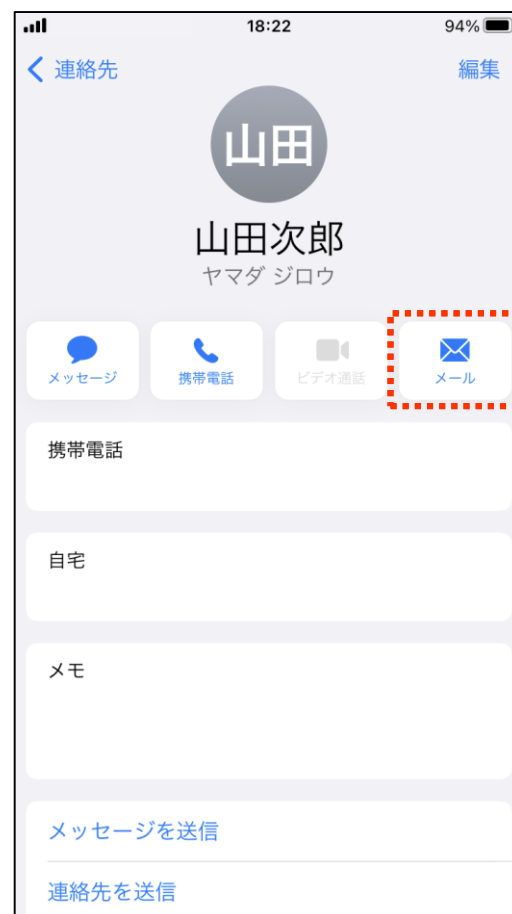 18:22 94%
連絡先 編集
山田
山田次郎
ヤマダ ジロウ
メッセージ 携帯電話 ビデオ通話 メール
携帯電話
自宅
メモ
メッセージを送信
連絡先を送信